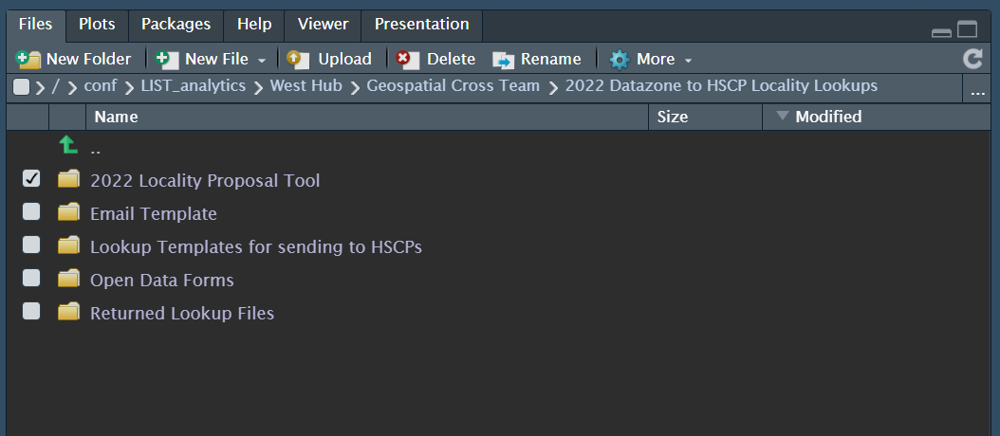 Files Plots Packages Help Viewer Presentation
New Folder New File Upload Delete Rename More
/ conf LIST_analytics West Hub Geospatial Cross Team 2022 Datazone to HSCP Locality Lookups ...
Name Size Modified
..
2022 Locality Proposal Tool
Email Template
Lookup Templates for sending to HSCPs
Open Data Forms
Returned Lookup Files